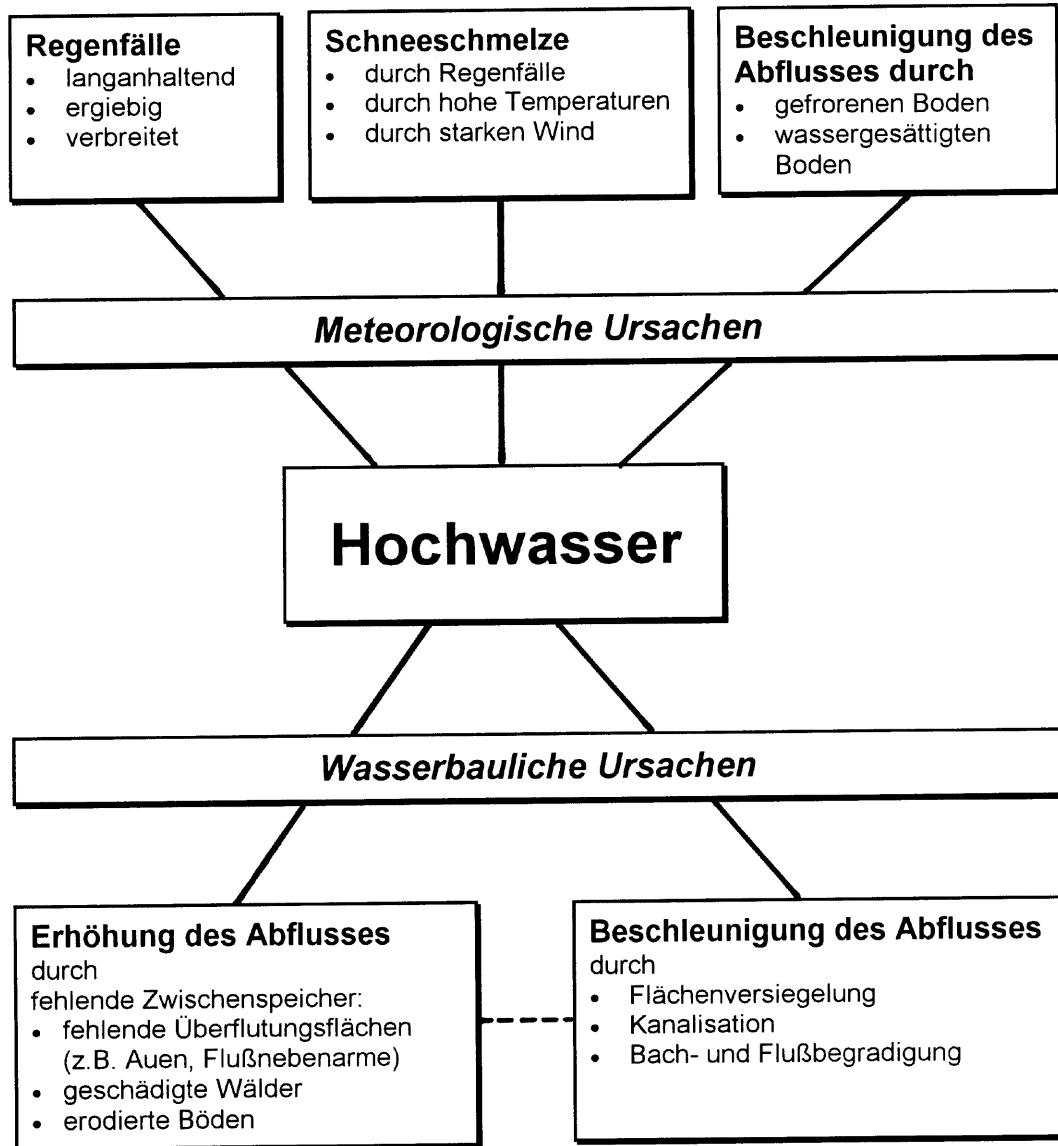 Regenfälle
• langanhaltend
• ergiebig
• verbreitet
Schneeschmelze
• durch Regenfälle
• durch hohe Temperaturen
• durch starken Wind
Beschleunigung des
Abflusses durch
• gefrorenen Boden
• wassergesättigten
Boden
Meteorologische Ursachen
Hochwasser
Wasserbauliche Ursachen
Erhöhung des Abflusses
durch
fehlende Zwischenspeicher:
• fehlende Überflutungsflächen
(z.B. Auen, Flußnebenarme)
• geschädigte Wälder
• erodierte Böden
Beschleunigung des Abflusses
durch
• Flächenversiegelung
• Kanalisation
• Bach- und Flußbegradigung